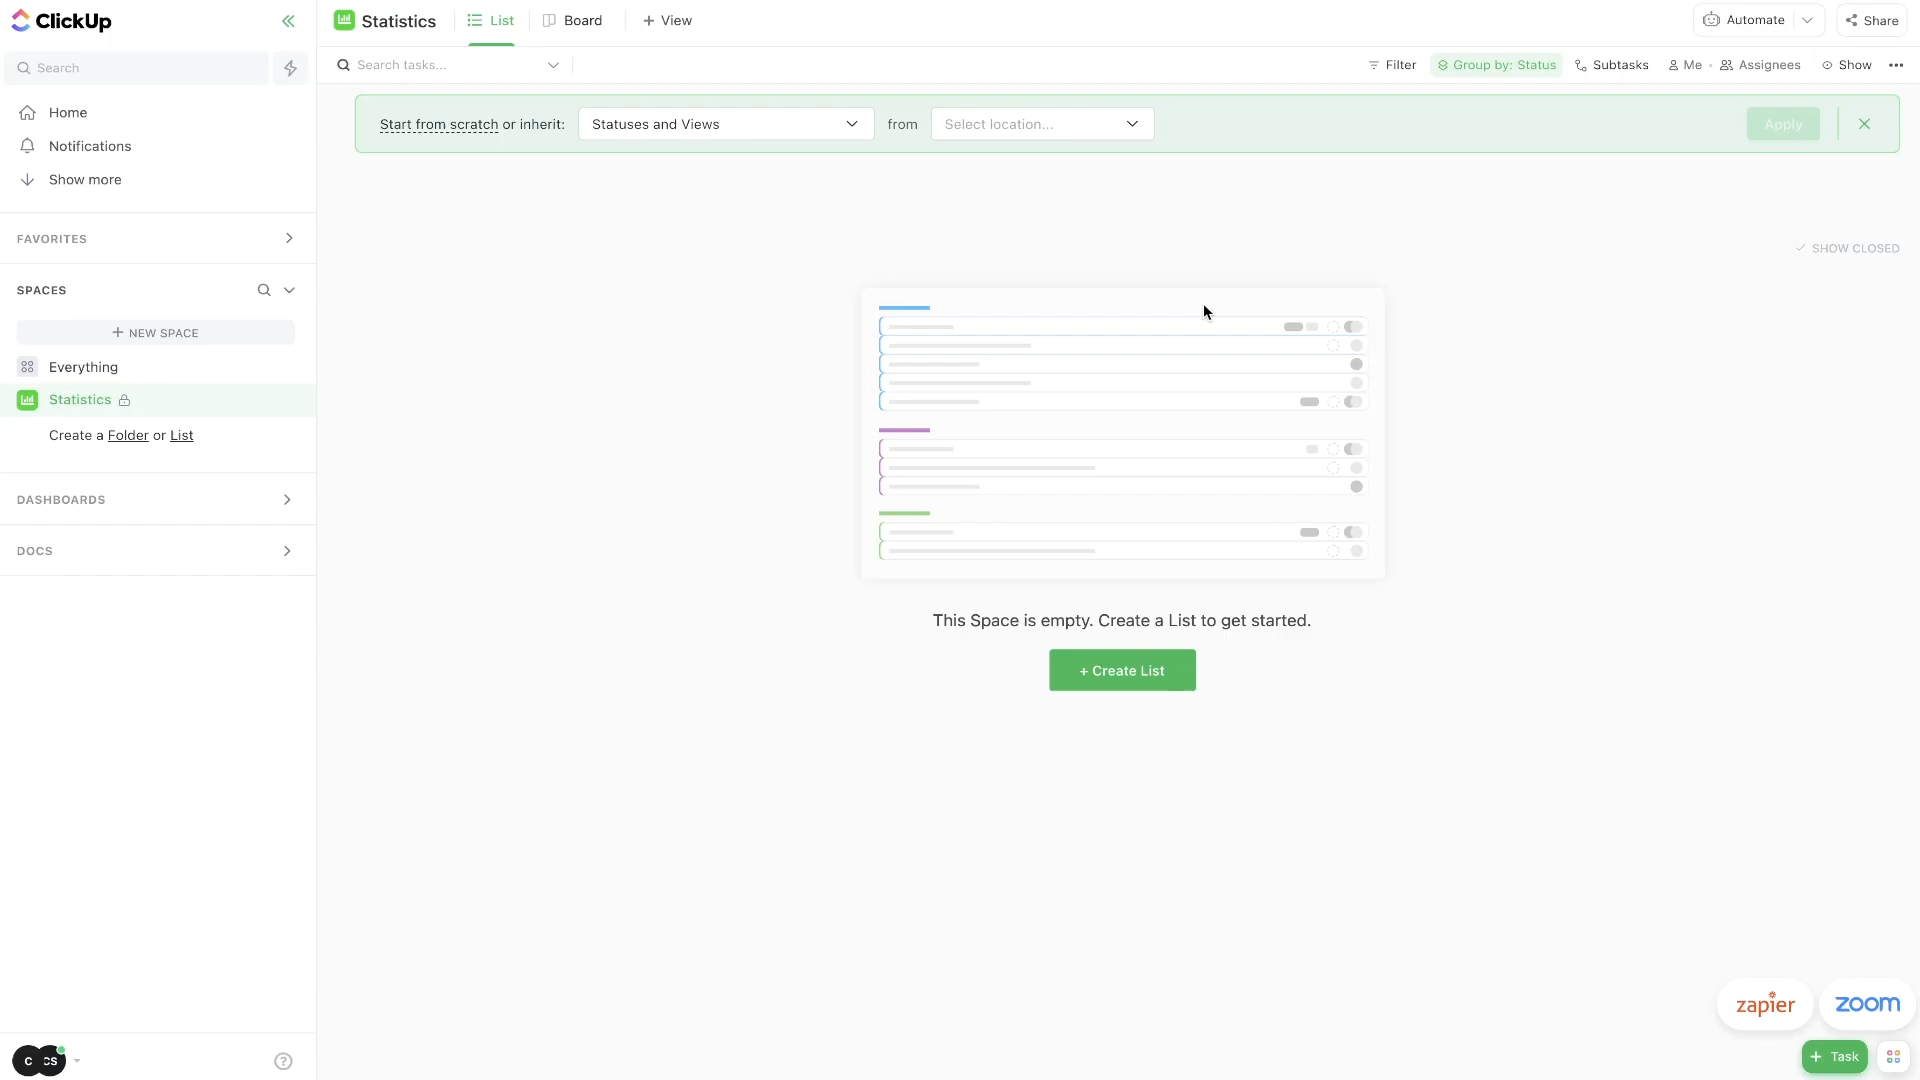 ClickUp
Search
Home
Notifications
Show more
FAVORITES
SPACES
+ NEW SPACE
Everything
Statistics
Create a Folder or List
DASHBOARDS
DOCS
C CS
Statistics List Board + View
Automate Share
Search tasks...
Filter Group by: Status Subtasks Me Assignees Show
Start from scratch or inherit: Statuses and Views from Select location... Apply
SHOW CLOSED
This Space is empty. Create a List to get started.
+ Create List
zapier zoom
+ Task